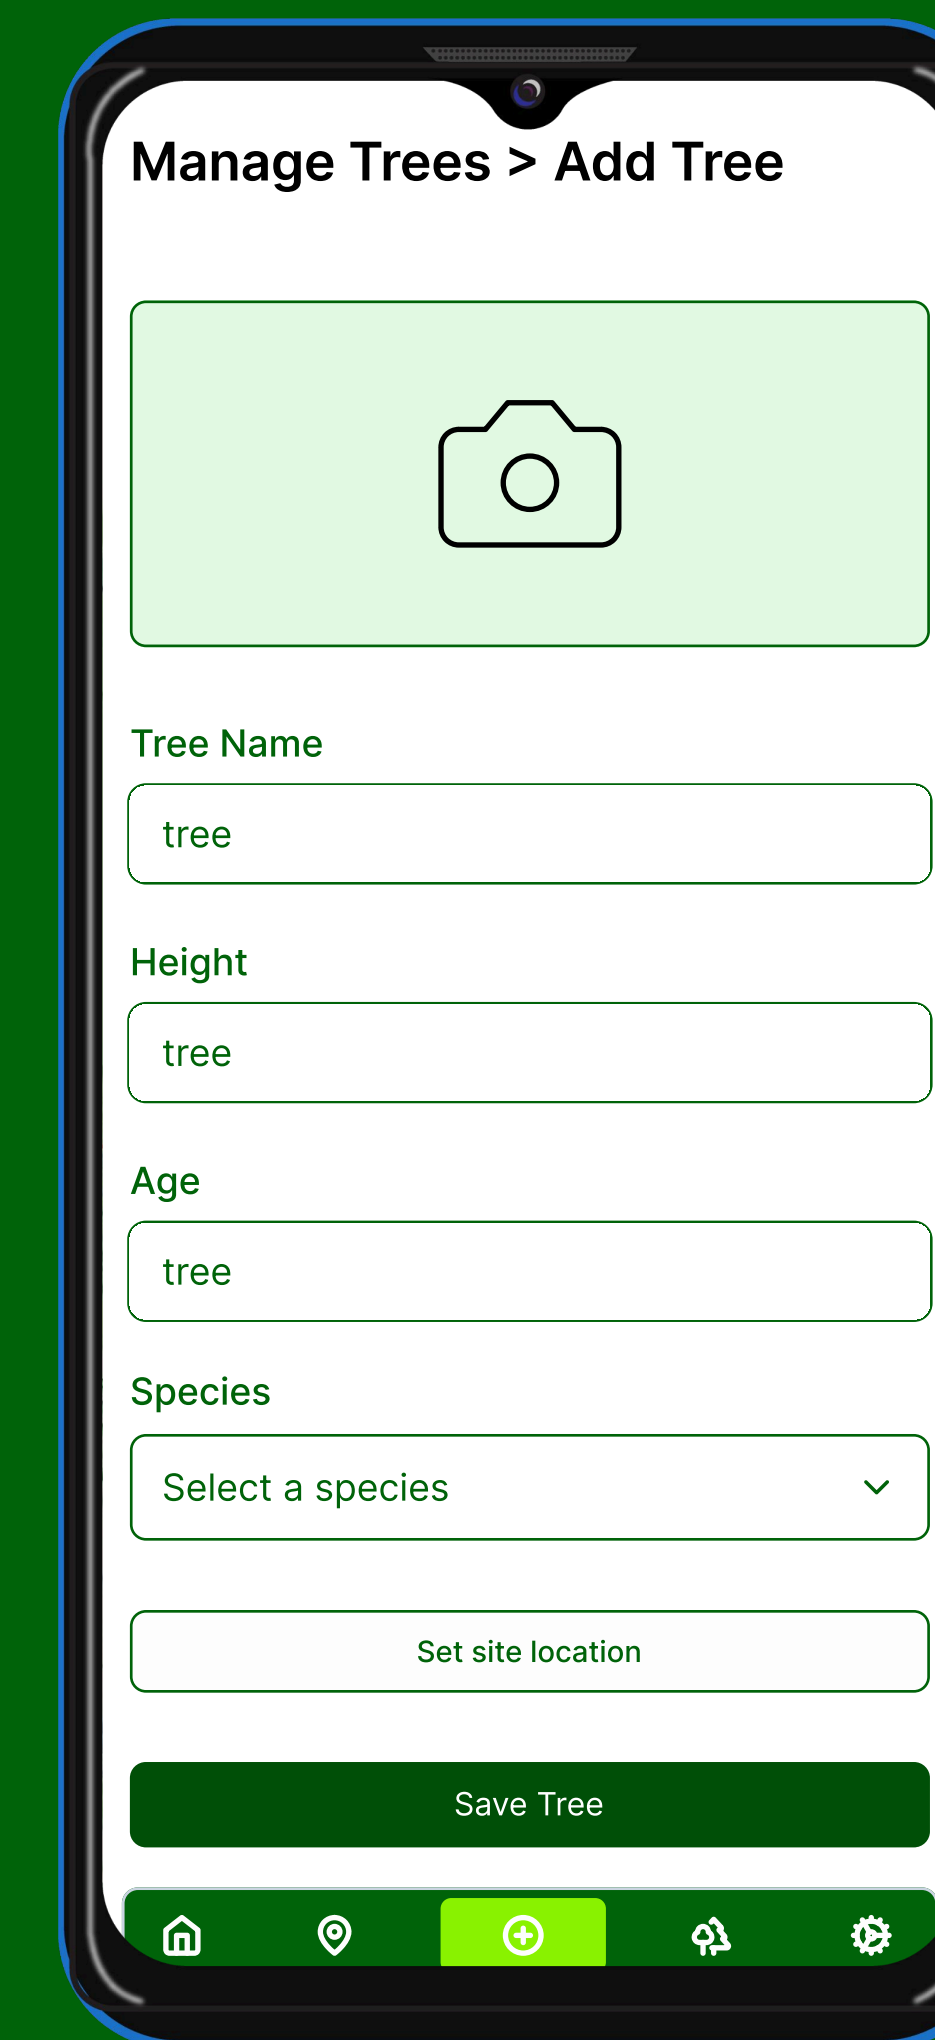 Manage Trees > Add Tree
Tree Name
tree
Height
tree
Age
tree
Species
Select a species
Set site location
Save Tree